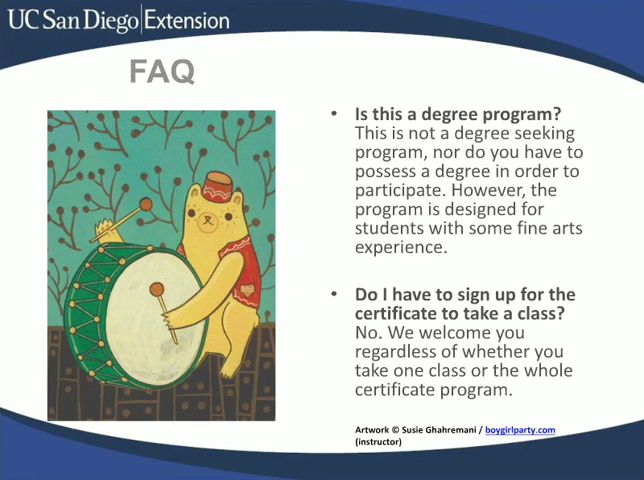 UC San Diego Extension
FAQ
• Is this a degree program?
This is not a degree seeking
program, nor do you have to
possess a degree in order to
participate. However, the
program is designed for
students with some fine arts
experience.
• Do I have to sign up for the
certificate to take a class?
No. We welcome you
regardless of whether you
take one class or the whole
certificate program.
Artwork © Susie Ghahremani / boygirlparty.com
(instructor)